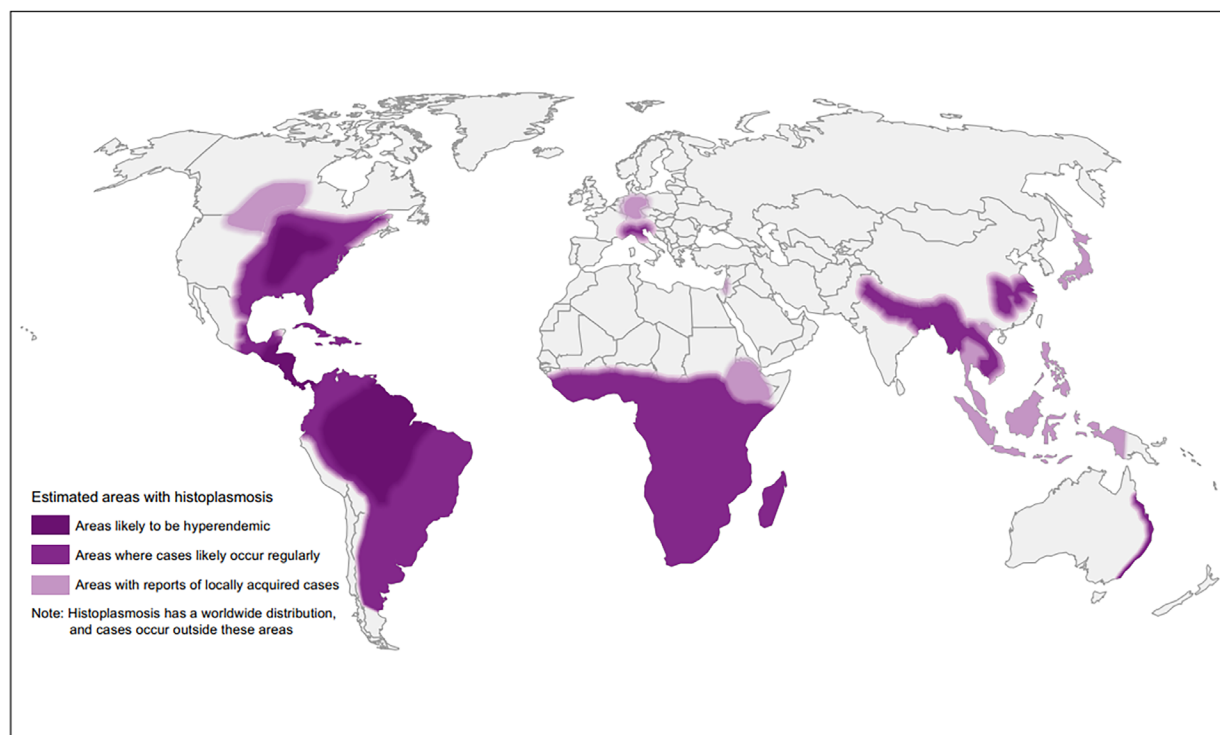 Estimated areas with histoplasmosis
Areas likely to be hyperendemic
Areas where cases likely occur regularly
Areas with reports of locally acquired cases
Note: Histoplasmosis has a worldwide distribution,
and cases occur outside these areas